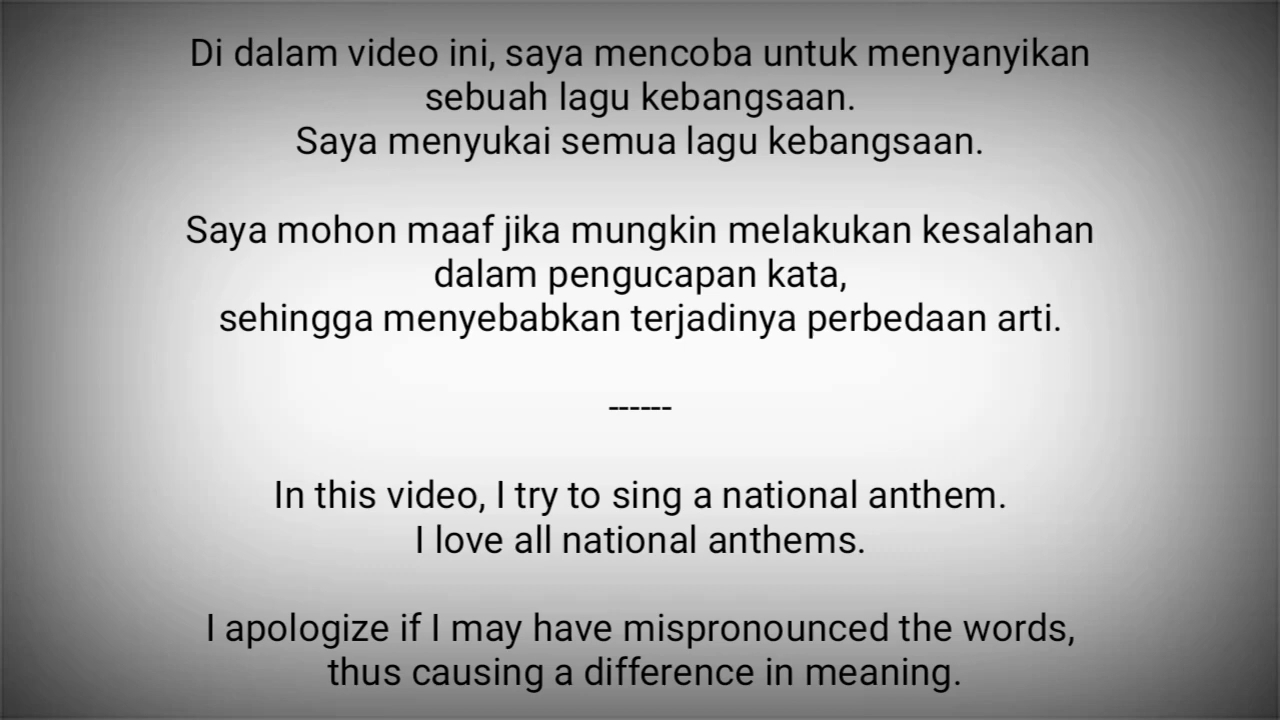 Di dalam video ini, saya mencoba untuk menyanyikan
sebuah lagu kebangsaan.
Saya menyukai semua lagu kebangsaan.
Saya mohon maaf jika mungkin melakukan kesalahan
dalam pengucapan kata,
sehingga menyebabkan terjadinya perbedaan arti.
------
In this video, I try to sing a national anthem.
I love all national anthems.
I apologize if I may have mispronounced the words,
thus causing a difference in meaning.